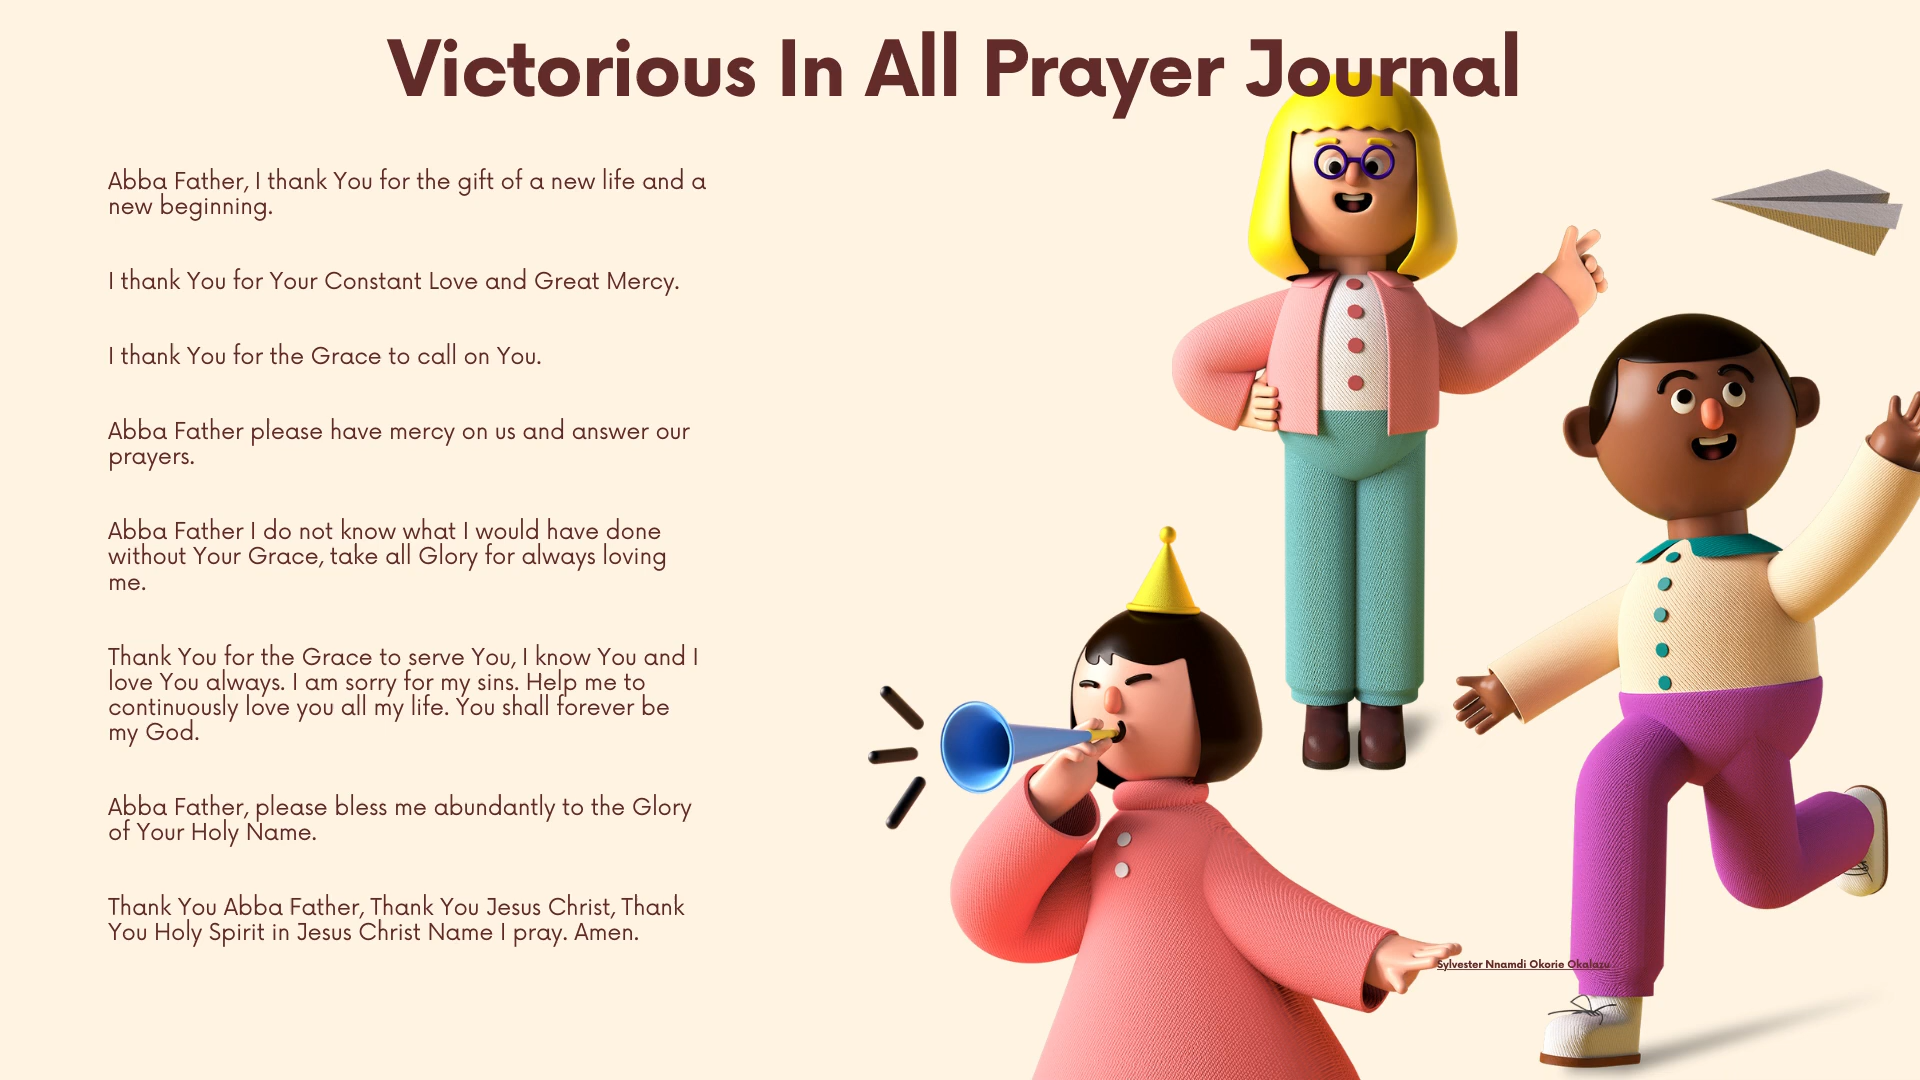 Victorious In All Prayer Journal
Abba Father, I thank You for the gift of a new life and a
new beginning.
I thank You for Your Constant Love and Great Mercy.
I thank You for the Grace to call on You.
Abba Father please have mercy on us and answer our
prayers.
Abba Father I do not know what I would have done
without Your Grace, take all Glory for always loving
me.
Thank You for the Grace to serve You, I know You and I
love You always. I am sorry for my sins. Help me to
continuously love you all my life. You shall forever be
my God.
Abba Father, please bless me abundantly to the Glory
of Your Holy Name.
Thank You Abba Father, Thank You Jesus Christ, Thank
You Holy Spirit in Jesus Christ Name I pray. Amen.
Sylvester Nnamdi Okorie Okalazu